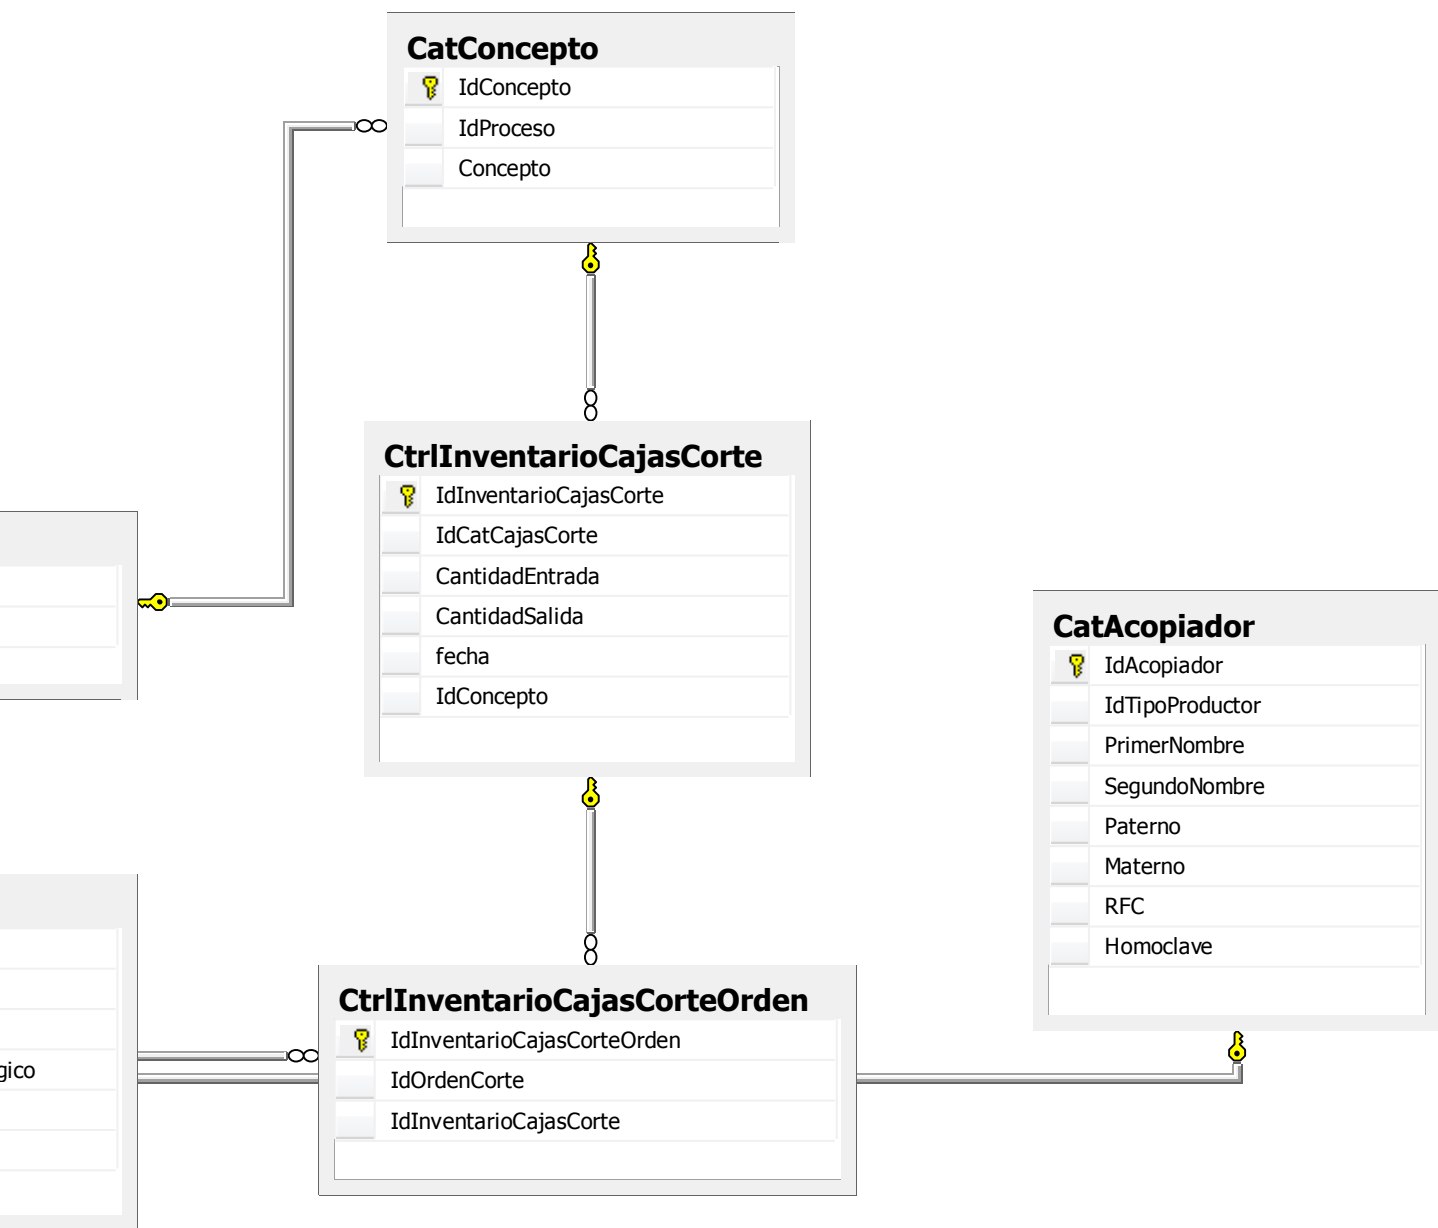 CatConcepto
IdConcepto
IdProceso
Concepto
CtrlInventarioCajasCorte
IdInventarioCajasCorte
IdCatCajasCorte
CantidadEntrada
CantidadSalida
fecha
IdConcepto
CatAcopiador
IdAcopiador
IdTipoProductor
PrimerNombre
SegundoNombre
Paterno
Materno
RFC
Homoclave
gico
CtrlInventarioCajasCorteOrden
IdInventarioCajasCorteOrden
IdOrdenCorte
IdInventarioCajasCorte